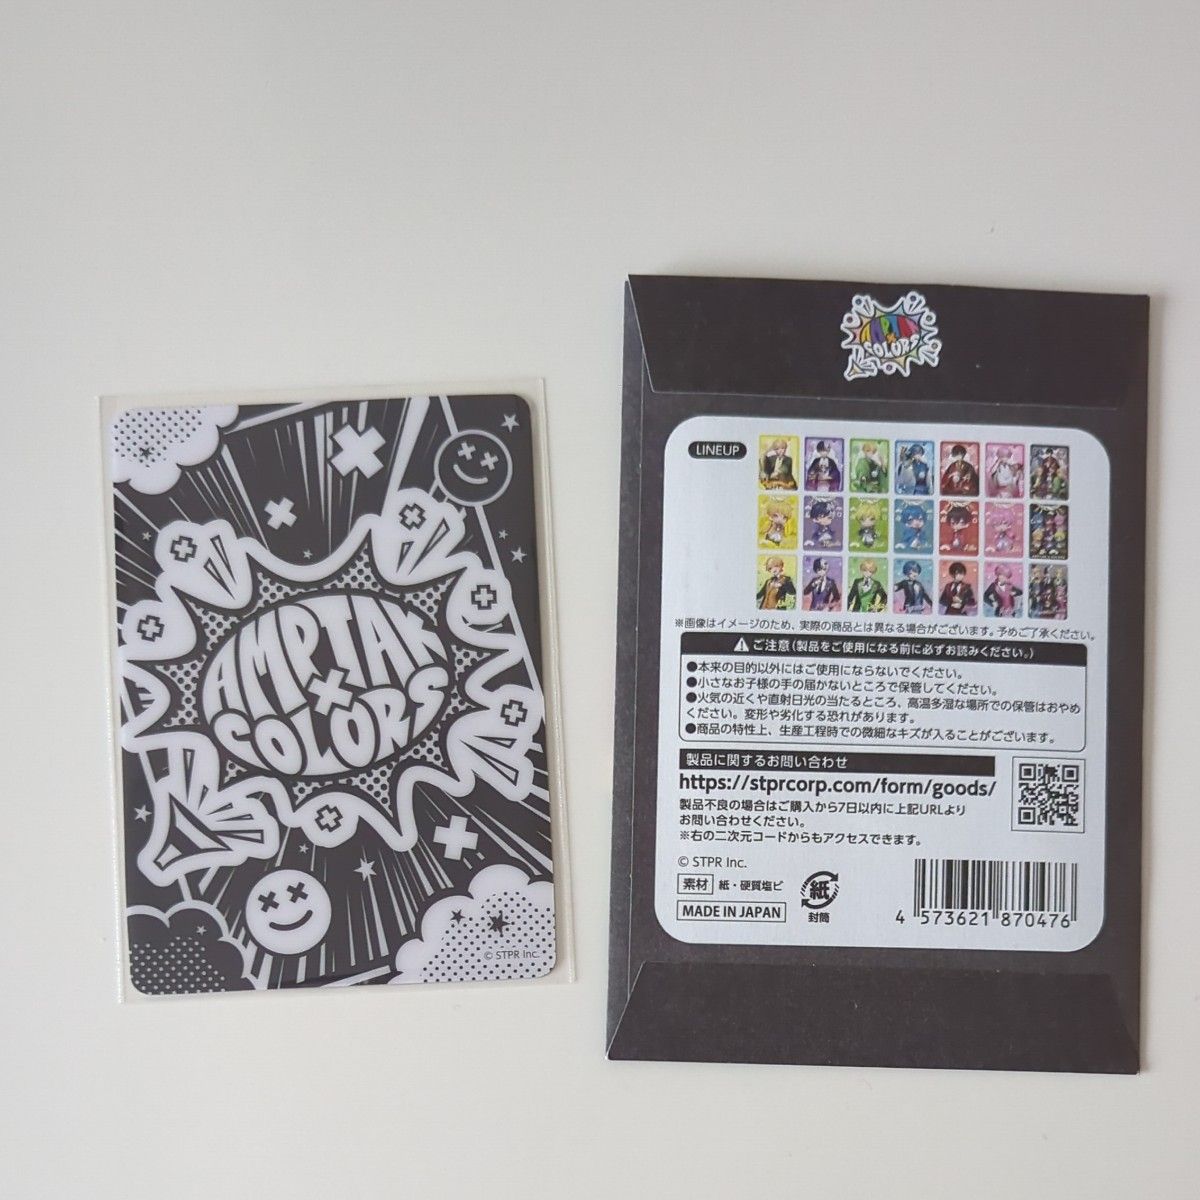 AMPTAK
×
COLORS
© STPR Inc.
AMPTAK
×
COLORS
LINEUP
※画像はイメージのため、実際の商品とは異なる場合がございます。予めご了承ください。
ご注意(製品をご使用になる前に必ずお読みください。)
●本来の目的以外にはご使用にならないでください。
●小さなお子様の手の届かないところで保管してください。
●火気の近くや直射日光の当たるところ、高温多湿な場所での保管はおやめ
ください。変形や劣化する恐れがあります。
●商品の特性上、生産工程時での微細なキズが入ることがございます。
製品に関するお問い合わせ
https://stprcorp.com/form/goods/
製品不良の場合はご購入から7日以内に上記URLより
お問い合わせください。
※右の二次元コードからもアクセスできます。
© STPR Inc.
素材 紙・硬質塩ビ
MADE IN JAPAN
紙
封筒
4 573621 870476